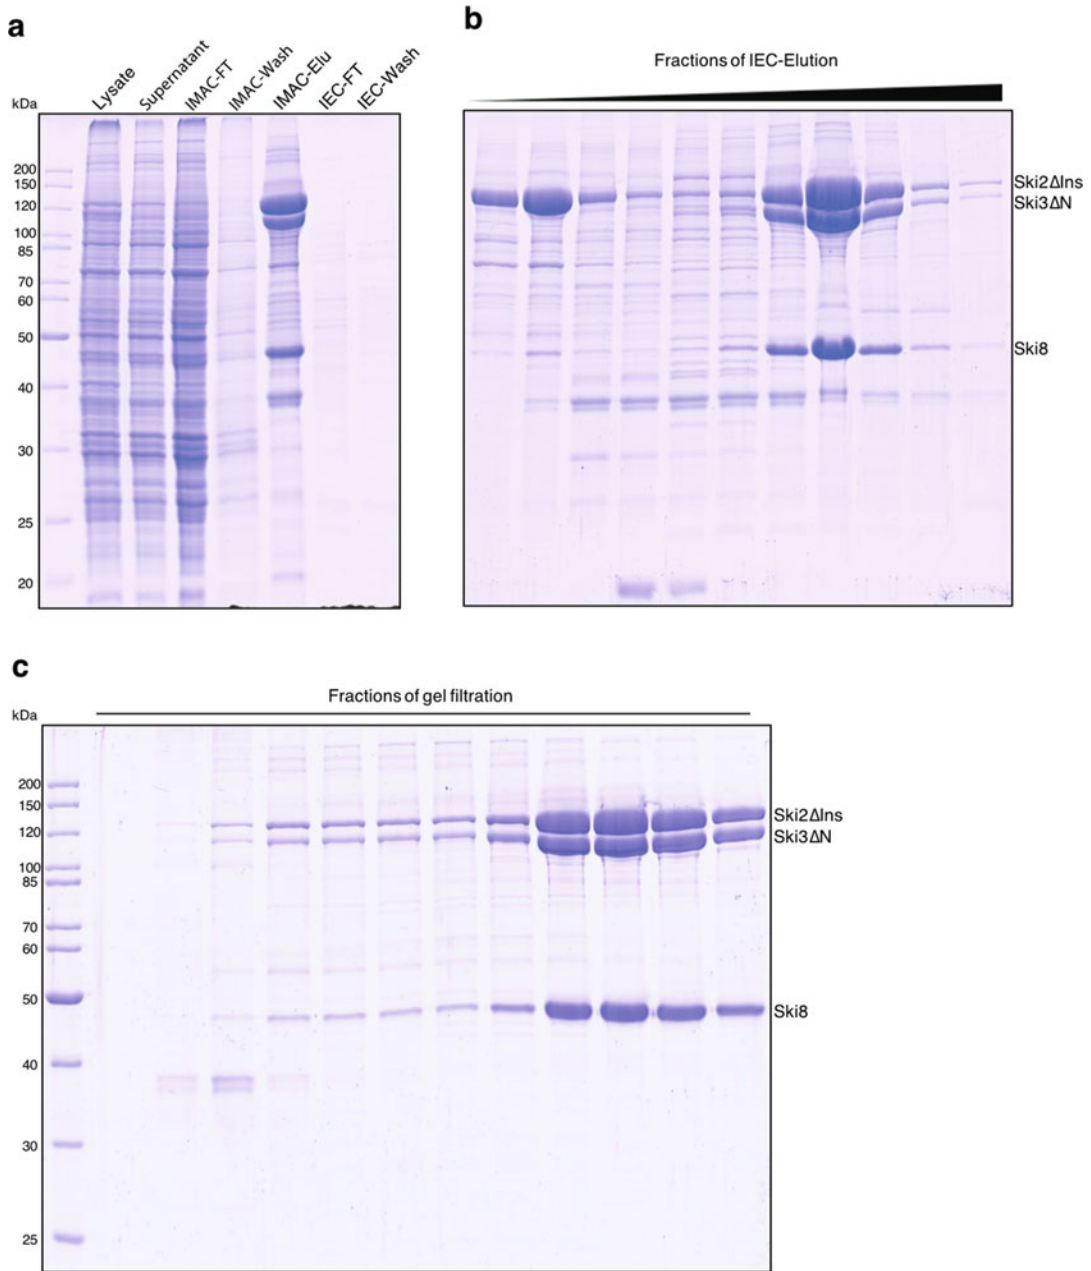 a
kDa
Lysate
Supernatant
IMAC-FT
IMAC-Wash
IMAC-Elu
IEC-FT
IEC-Wash
200
150
120
100
85
70
60
50
40
30
25
20
b
Fractions of IEC-Elution
Ski2ΔIns
Ski3ΔN
Ski8
c
Fractions of gel filtration
kDa
200
150
120
100
85
70
60
50
40
30
25
Ski2ΔIns
Ski3ΔN
Ski8